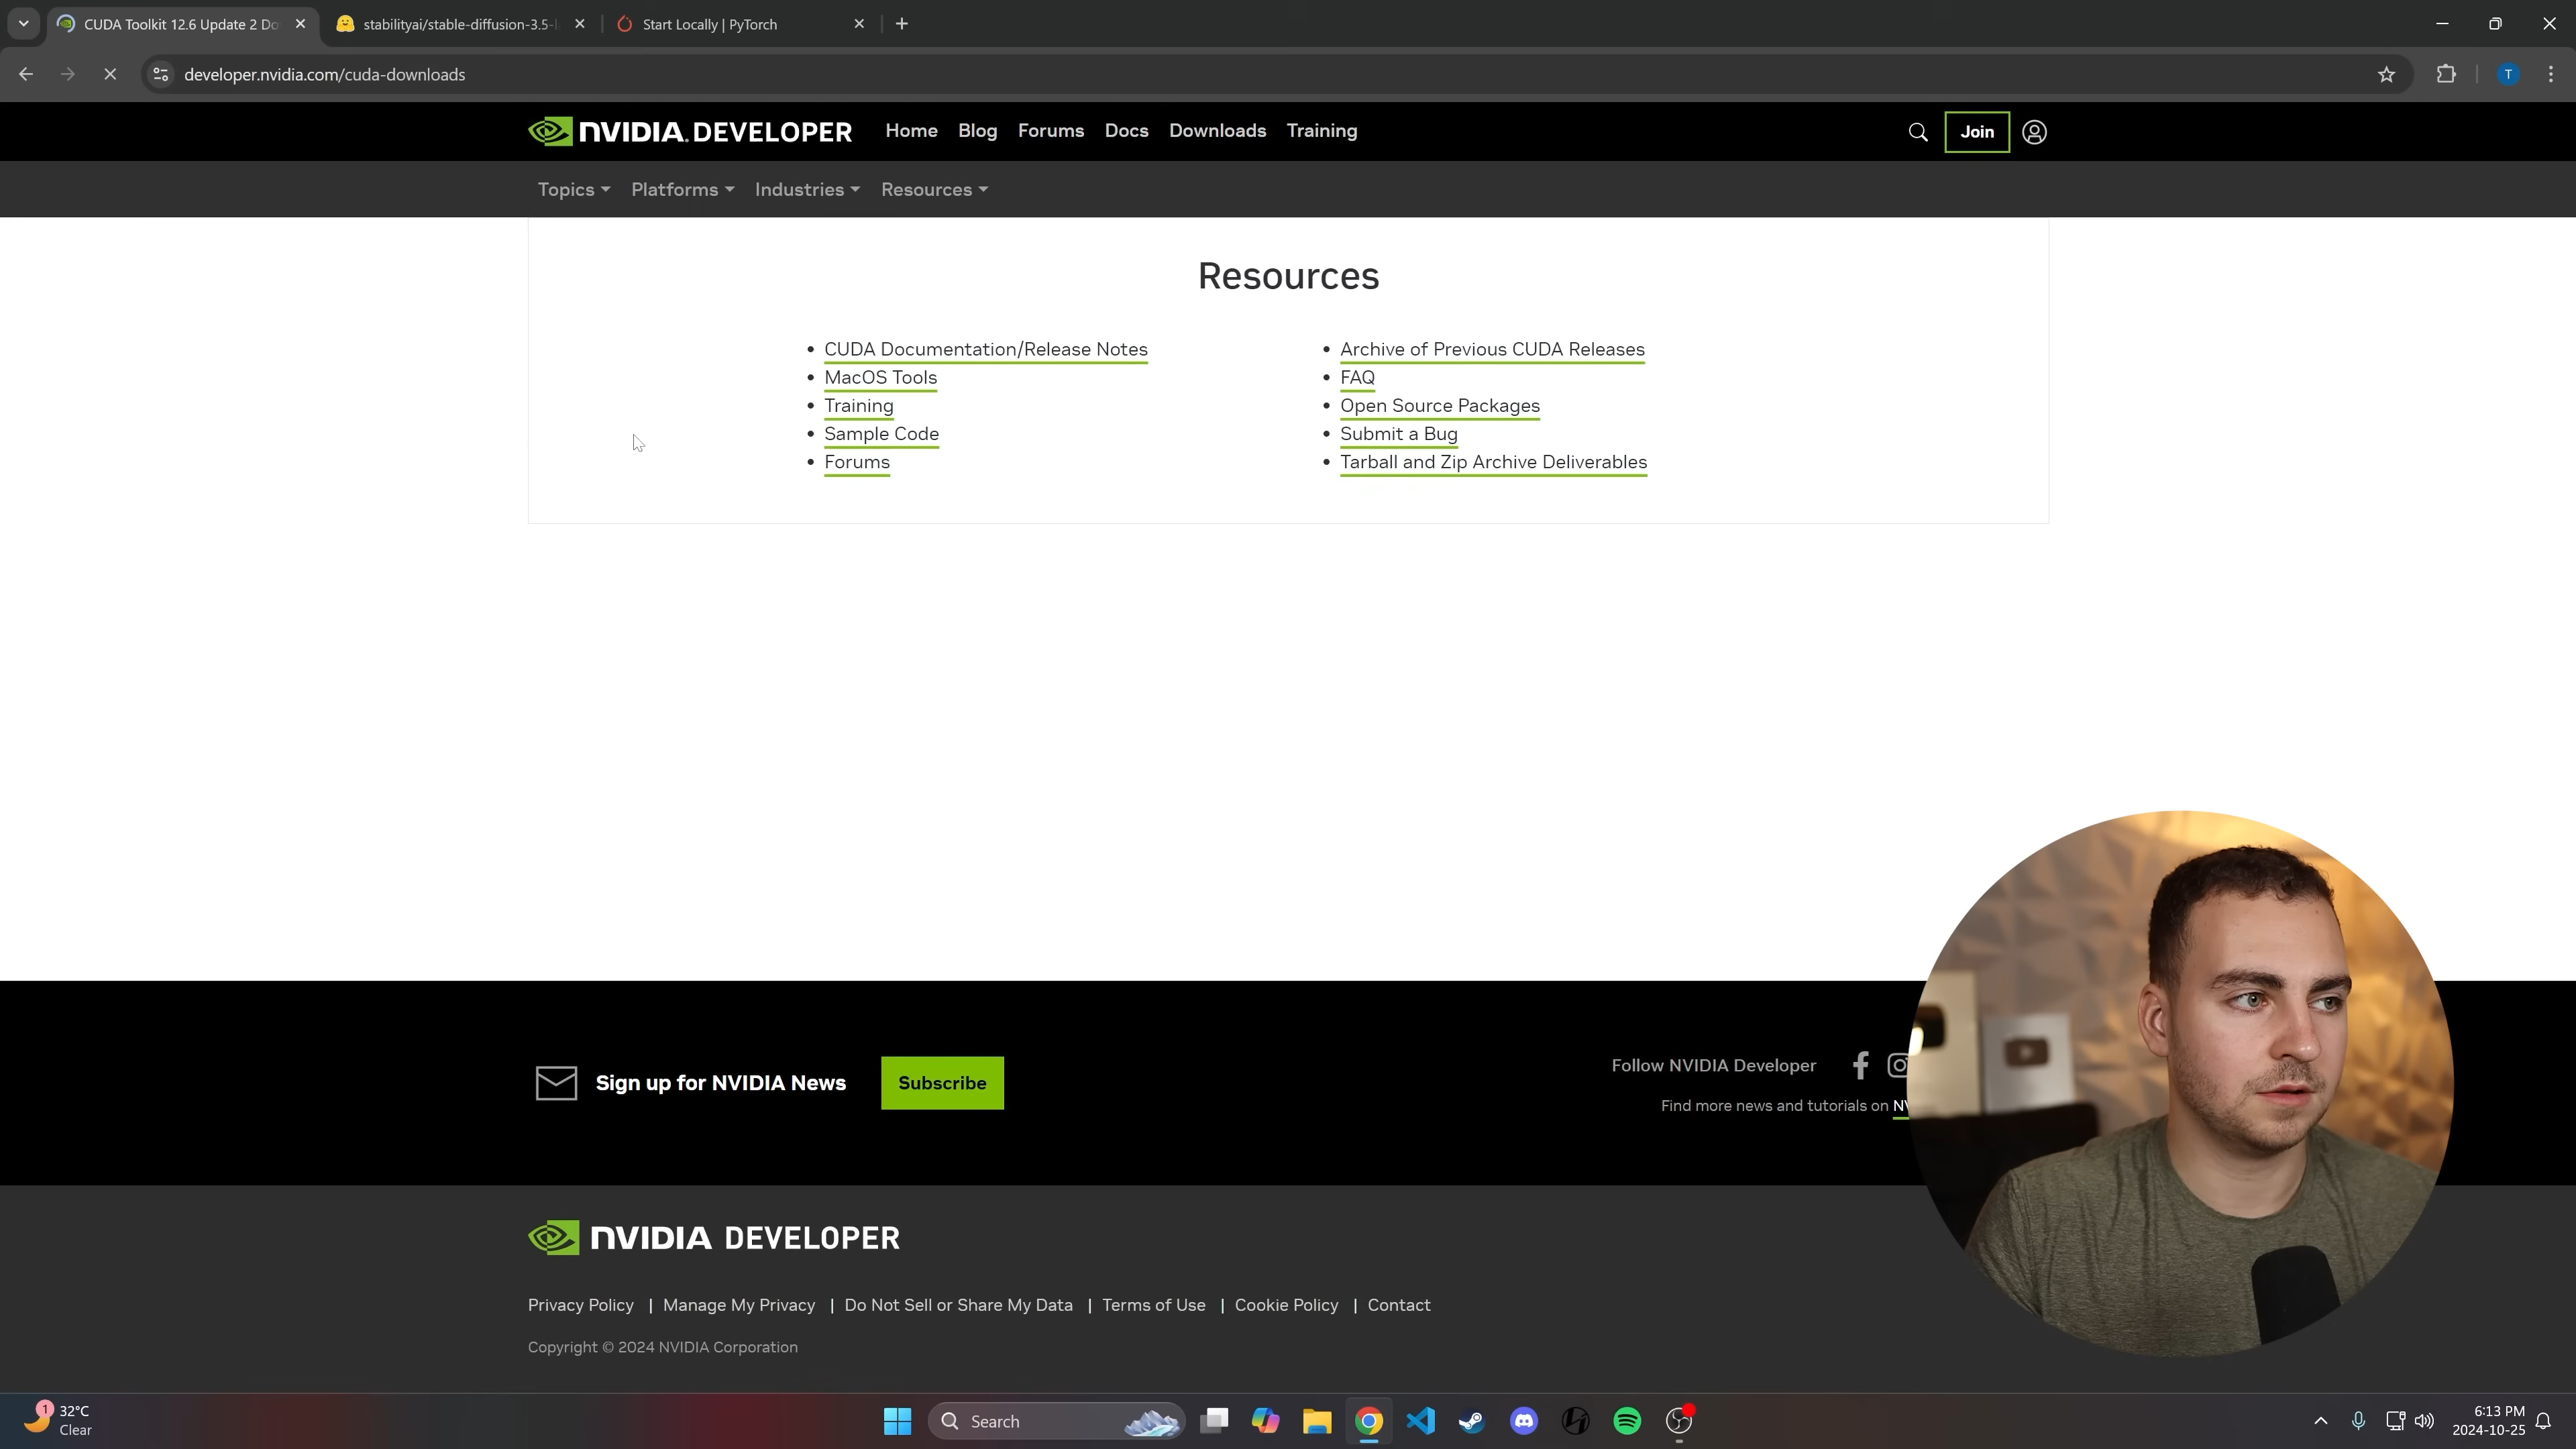 CUDA Toolkit 12.6 Update 2 Do
stabilityai/stable-diffusion-3.5-l
Start Locally | PyTorch
developer.nvidia.com/cuda-downloads
NVIDIA. DEVELOPER
Home
Blog
Forums
Docs
Downloads
Training
Join
T
Topics
Platforms
Industries
Resources
Resources
CUDA Documentation/Release Notes
MacOS Tools
Training
Sample Code
Forums
Archive of Previous CUDA Releases
FAQ
Open Source Packages
Submit a Bug
Tarball and Zip Archive Deliverables
Sign up for NVIDIA News
Subscribe
Follow NVIDIA Developer
Find more news and tutorials on
NVIDIA DEVELOPER
Privacy Policy | Manage My Privacy | Do Not Sell or Share My Data | Terms of Use | Cookie Policy | Contact
Copyright © 2024 NVIDIA Corporation
1
32°C
Clear
Search
6:13 PM
2024-10-25